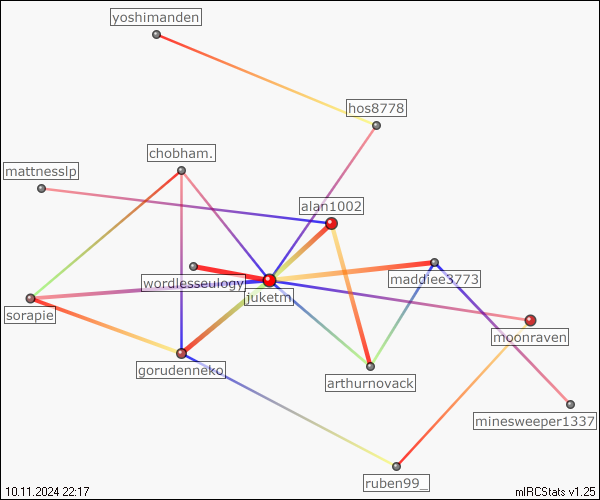 yoshimanden
hos8778
chobham.
mattnesslp
alan1002
maddiee3773
wordlesseulogy
juketm
sorapie
moonraven
gorudenneko
arthurnovack
minesweeper1337
ruben99_
10.11.2024 22:17
mIRCStats v1.25